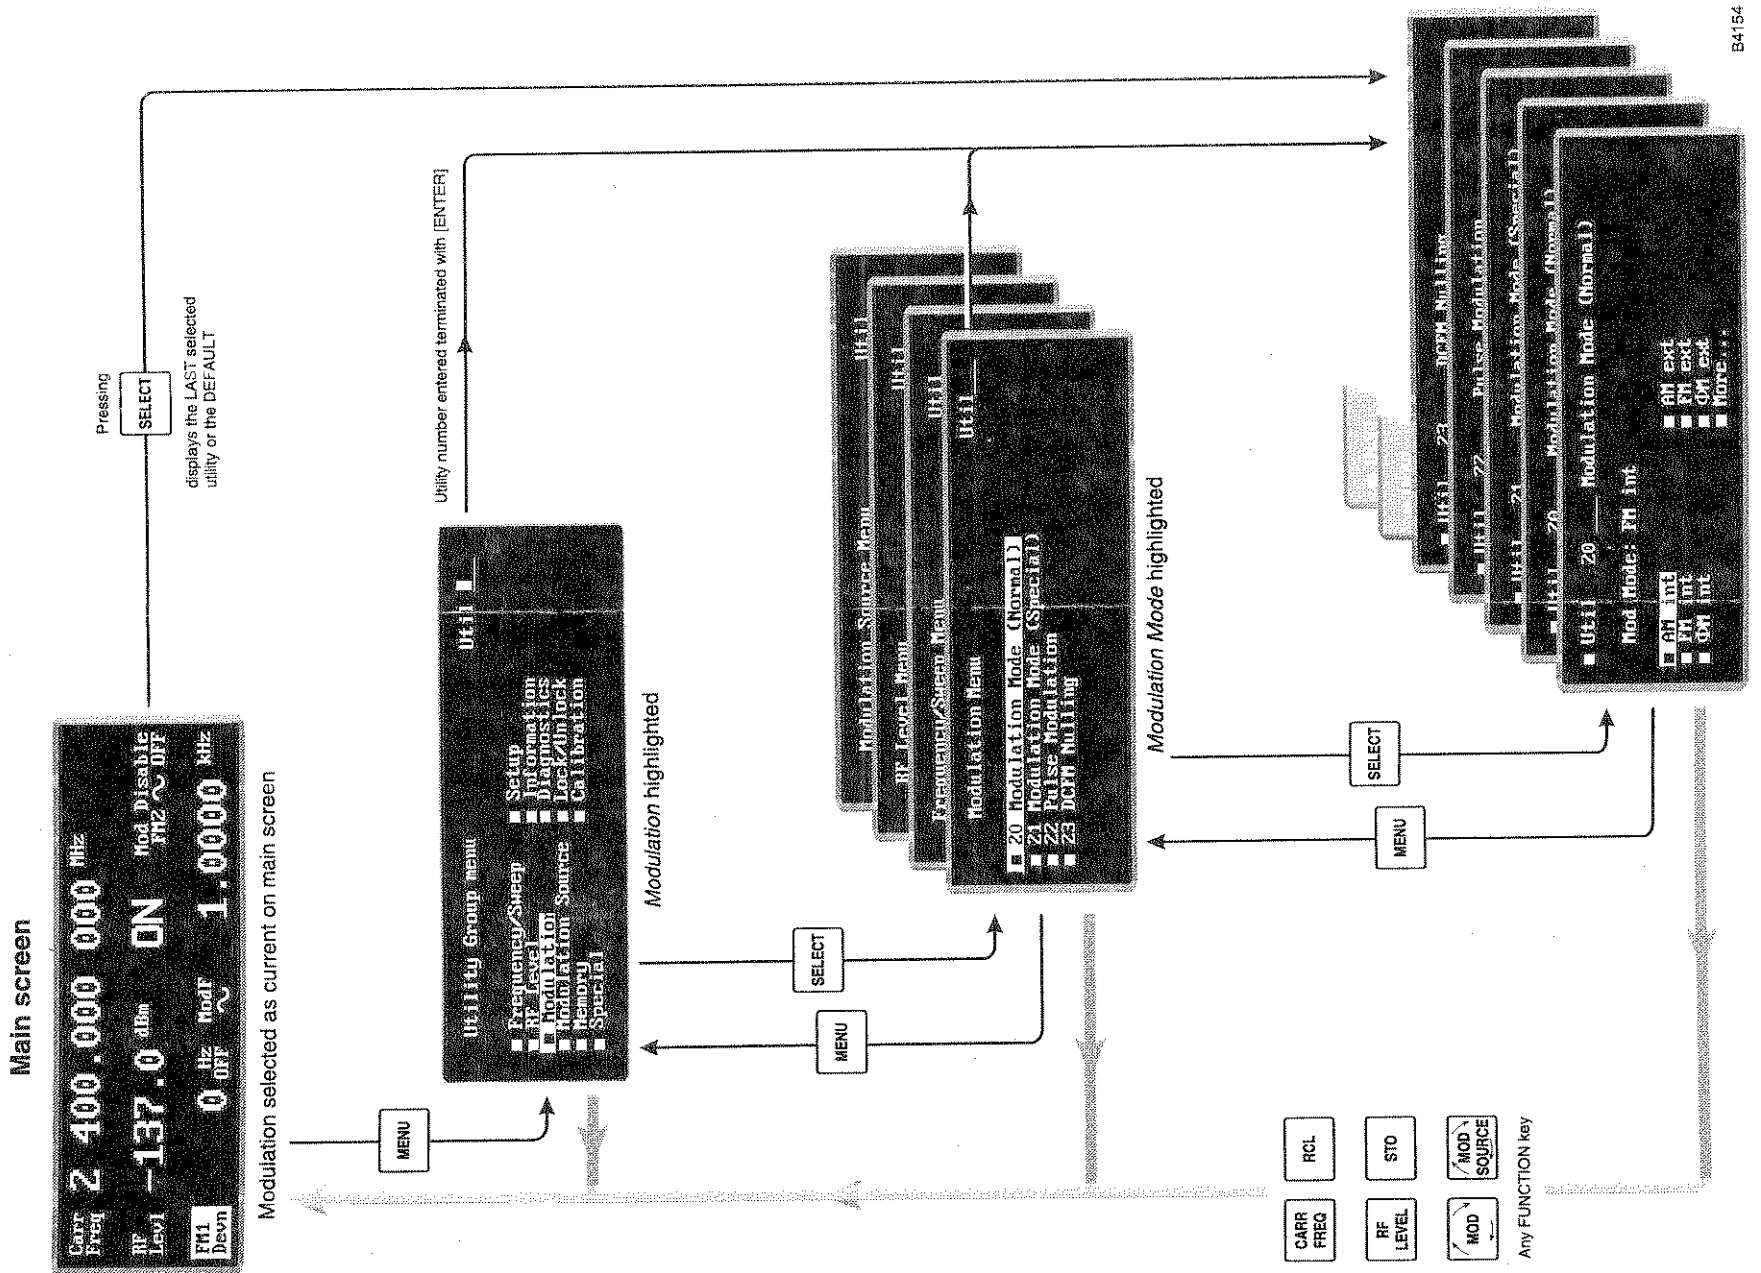 Main screen
Carr Freq 2 400.000 000 MHz
RF Levl -137.0 dBm ON Mod Disable
FM2 ~ OFF
FM1 Devn 0 Hz OFF ModF ~ 1.0000 kHz
Modulation selected as current on main screen
Pressing
SELECT
displays the LAST selected
utility or the DEFAULT
MENU
Utility Group menu Util
Frequency/Sweep Setup
RF Level Information
Modulation Diagnostics
Modulation Source Lock/Unlock
Memory Calibration
Special
Modulation highlighted
Utility number entered terminated with [ENTER]
MENU
SELECT
Modulation Source Menu Util
RF Level Menu Util
Frequency/Sweep Menu Util
Modulation Menu Util
20 Modulation Mode (Normal)
21 Modulation Mode (Special)
22 Pulse Modulation
23 DCFM Nulling
Modulation Mode highlighted
MENU
SELECT
Util 23 DCFM Nulling
Util 22 Pulse Modulation
Util 21 Modulation Mode (Special)
Util 20 Modulation Mode (Normal)
Util 20 Modulation Mode (Normal)
Mod Mode: FM int
AM int AM ext
FM int FM ext
ΦM int ΦM ext
More...
CARR FREQ
RCL
RF LEVEL
STO
MOD
MOD SOURCE
Any FUNCTION key
B4154